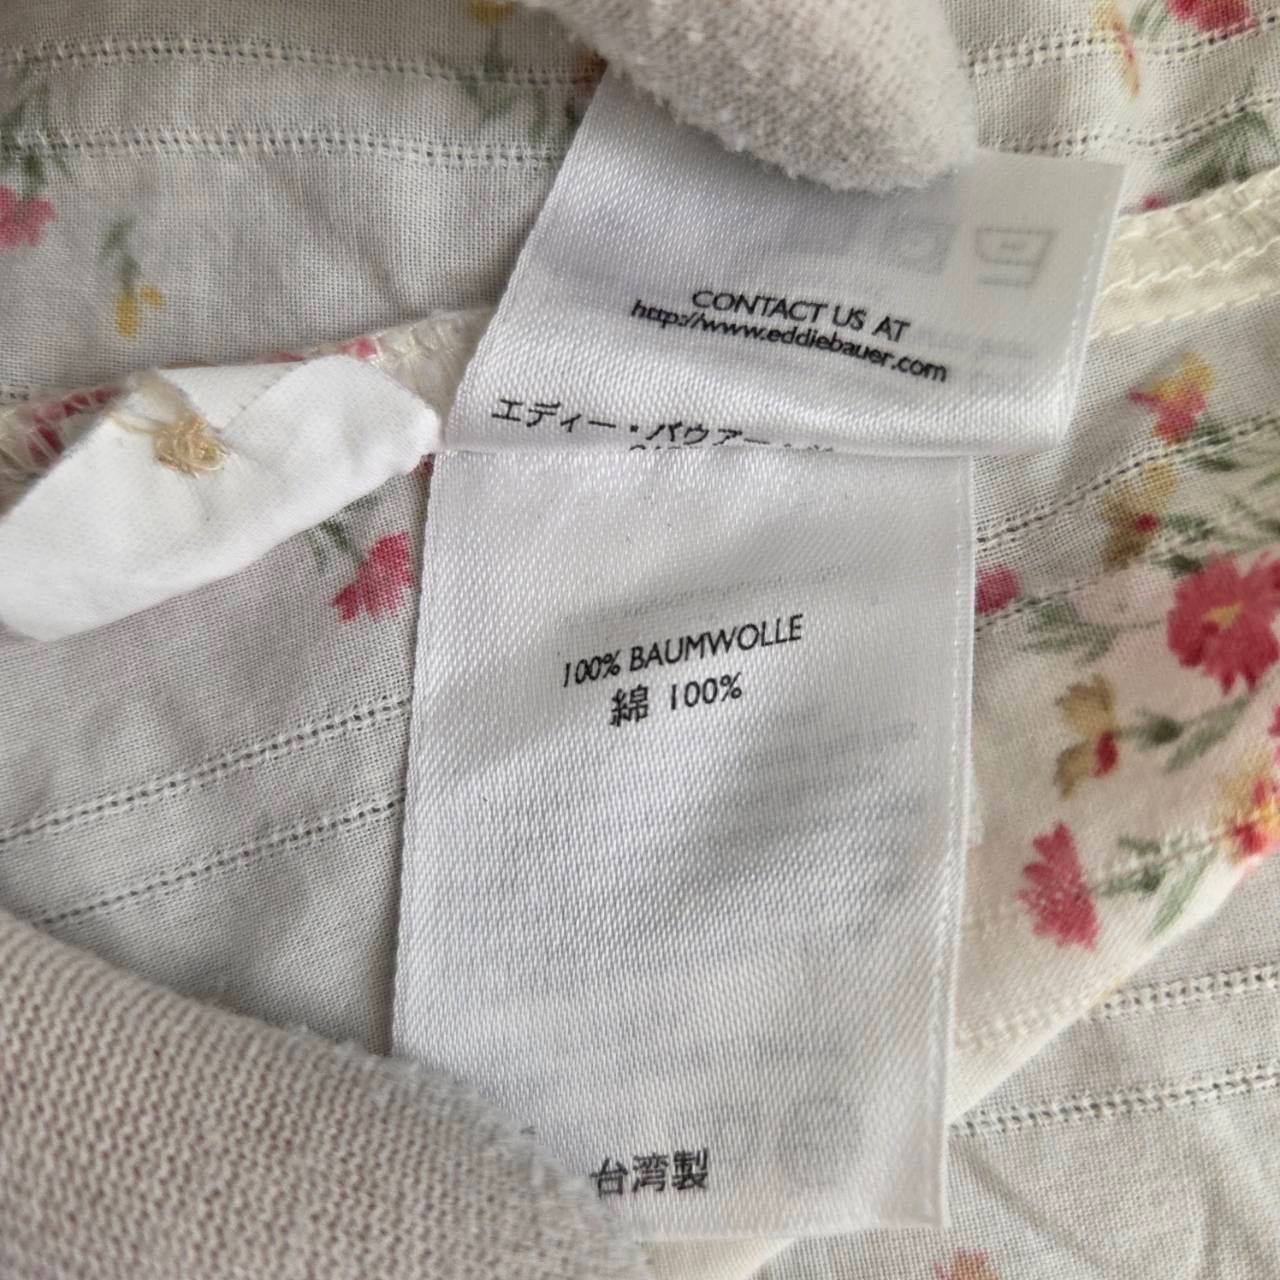 CONTACT US AT
http://www.eddiebauer.com
エディー・バウアー
100% BAUMWOLLE
綿 100%
台湾製